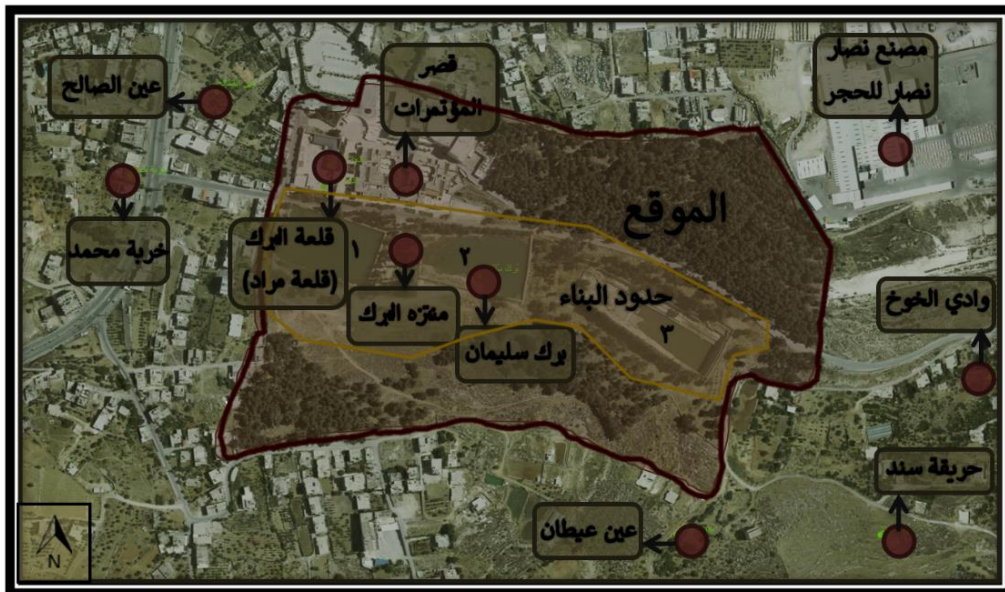 عين الصالح
قصر
المؤتمرات
مصنع نصار
نصار للحجر
خربة محمد
قلعة البرك
(قلعة مراد)
الموقع
١
٢
منتزه البرك
برك سليمان
حدود البناء
٣
وادي الخوخ
حريقة سند
عين عيطان
N